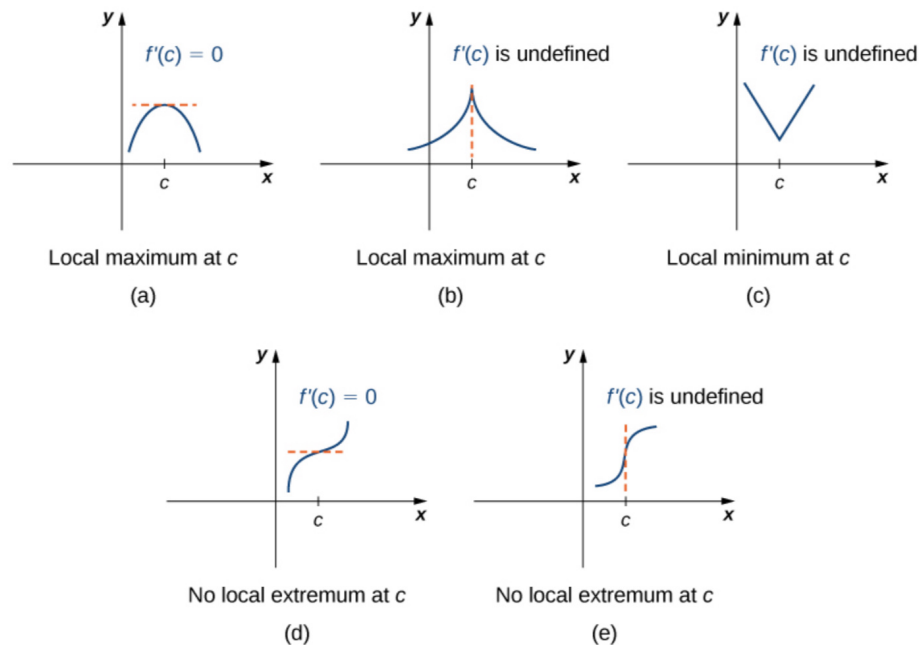 y
y
y
f'(c) = 0
f'(c) is undefined
f'(c) is undefined
c
x
c
x
c
x
Local maximum at c
Local maximum at c
Local minimum at c
(a)
(b)
(c)
y
y
f'(c) = 0
f'(c) is undefined
c
x
c
x
No local extremum at c
No local extremum at c
(d)
(e)